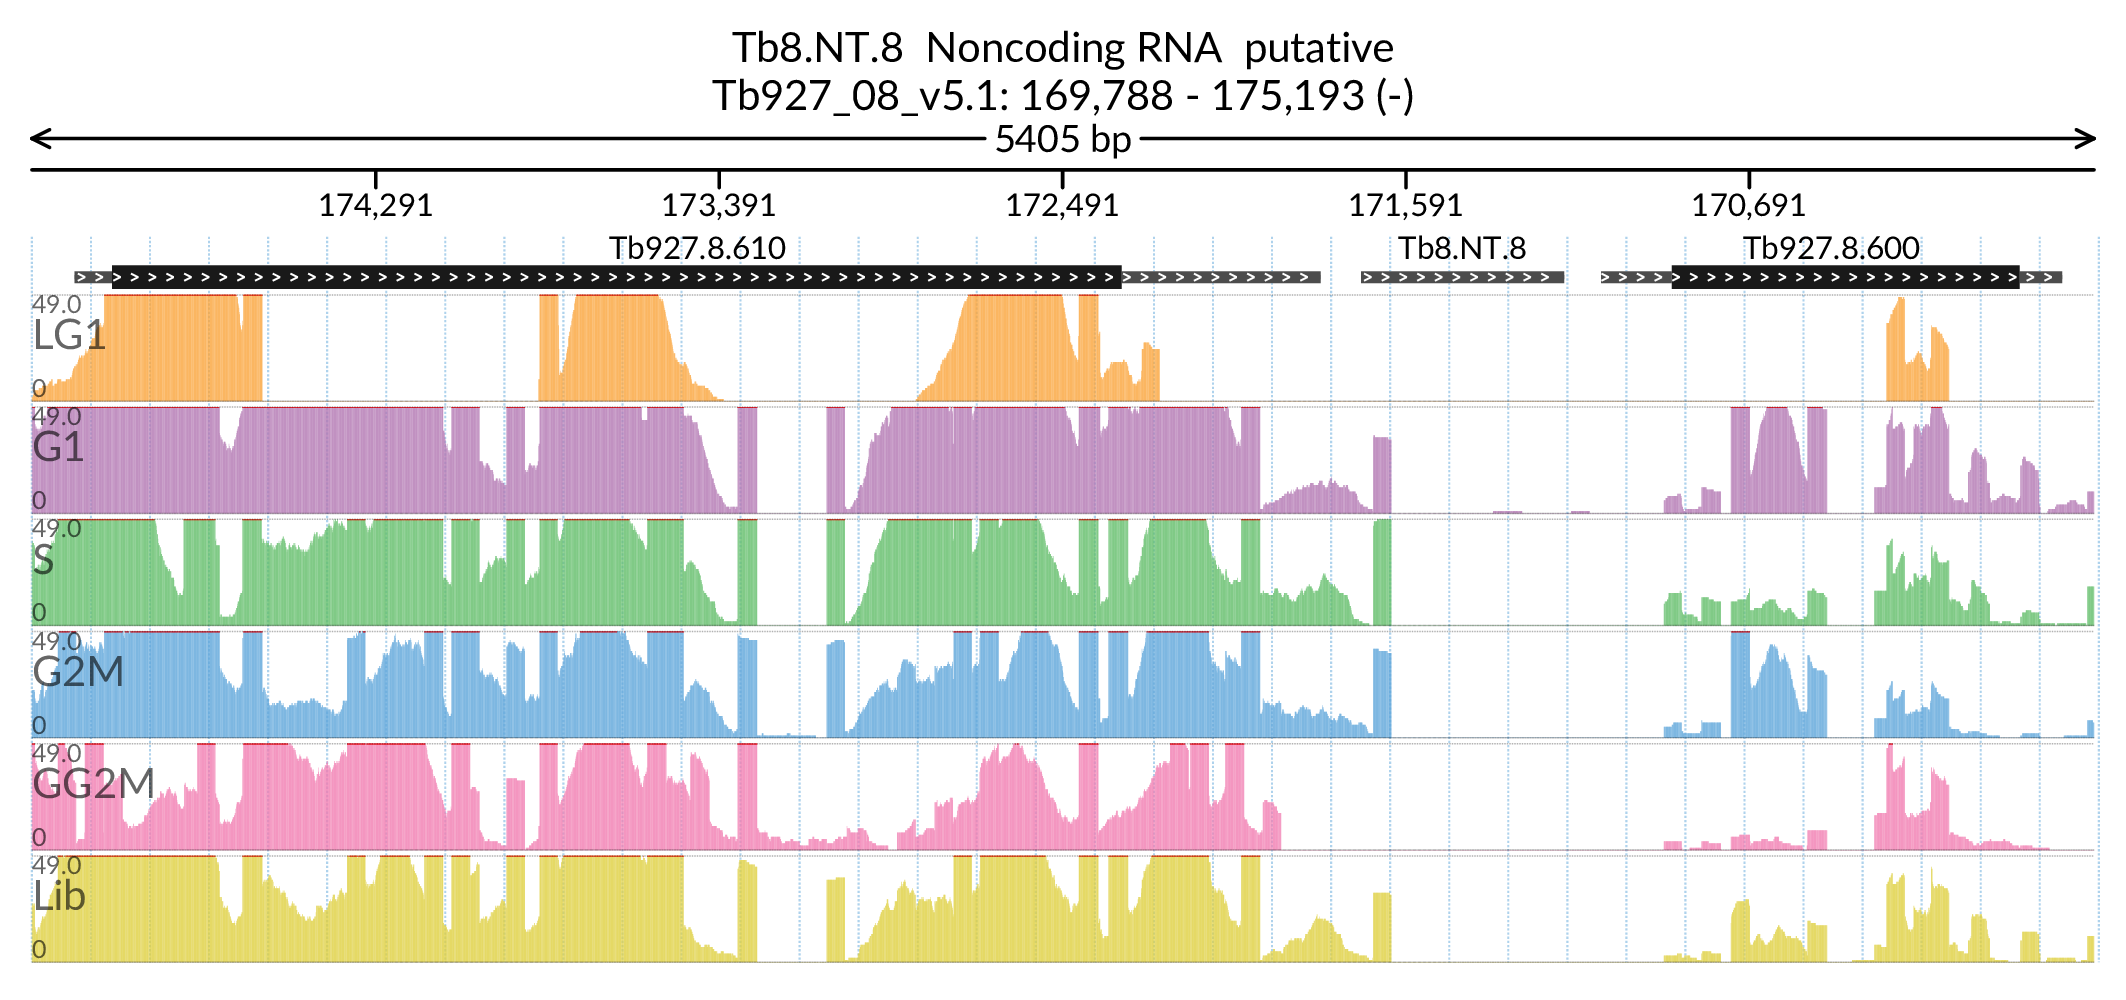 Tb8.NT.8 Noncoding RNA putative
Tb927_08_v5.1: 169,788 - 175,193 (-)
5405 bp
174,291 173,391 172,491 171,591 170,691
Tb927.8.610 Tb8.NT.8 Tb927.8.600
49.0
LG1
0
49.0
G1
0
49.0
S
0
49.0
G2M
0
49.0
GG2M
0
49.0
Lib
0